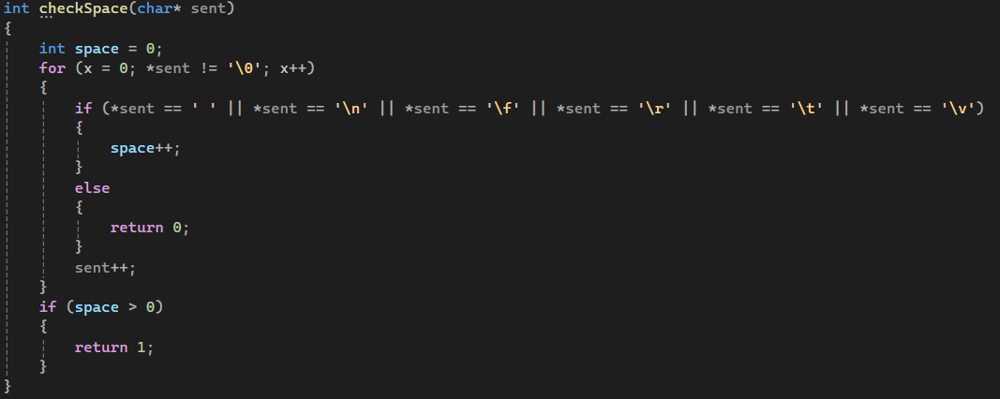 int checkSpace(char* sent)
{
    int space = 0;
    for (x = 0; *sent != '\0'; x++)
    {
        if (*sent == ' ' || *sent == '\n' || *sent == '\f' || *sent == '\r' || *sent == '\t' || *sent == '\v')
        {
            space++;
        }
        else
        {
            return 0;
        }
        sent++;
    }
    if (space > 0)
    {
        return 1;
    }
}